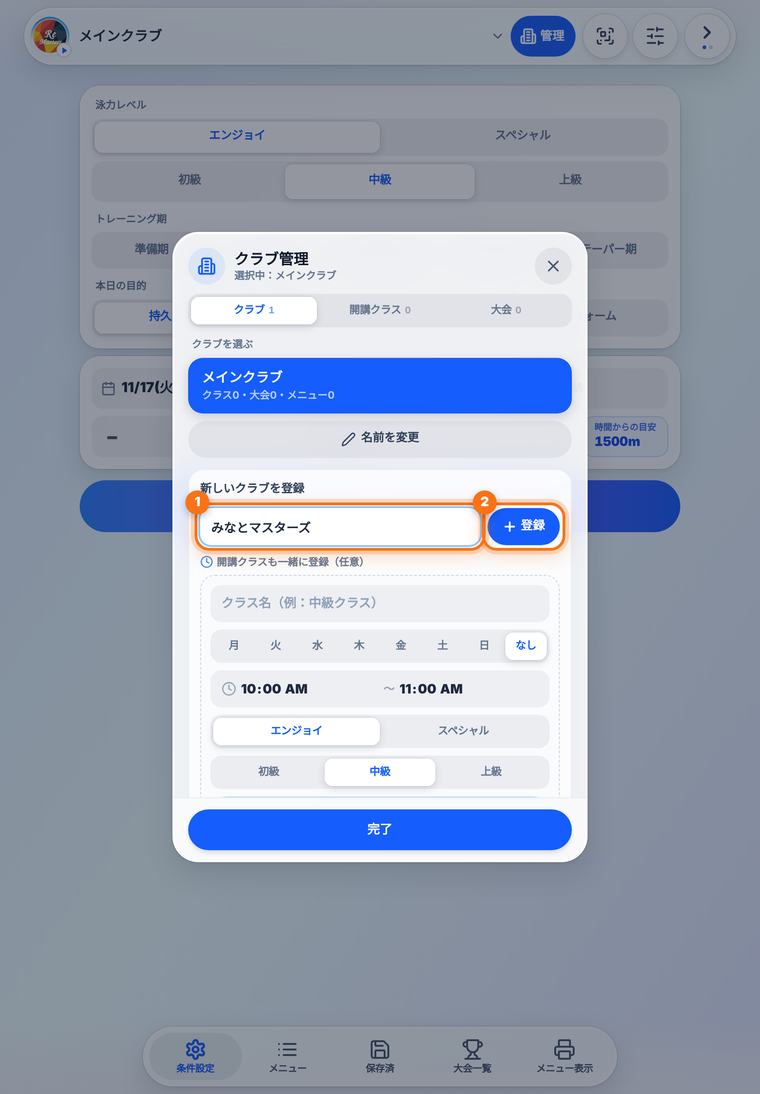 メインクラブ
管理
泳力レベル
エンジョイ
スペシャル
初級
中級
上級
トレーニング期
準備期
テーパー期
本日の目的
持久
ォーム
11/17(火
–
時間からの目安
1500m
クラブ管理
選択中：メインクラブ
クラブ 1
開講クラス 0
大会 0
クラブを選ぶ
メインクラブ
クラス0・大会0・メニュー0
名前を変更
新しいクラブを登録
1
2
みなとマスターズ
＋ 登録
開講クラスも一緒に登録（任意）
クラス名（例：中級クラス）
月
火
水
木
金
土
日
なし
10:00 AM
〜 11:00 AM
エンジョイ
スペシャル
初級
中級
上級
完了
条件設定
メニュー
保存済
大会一覧
メニュー表示